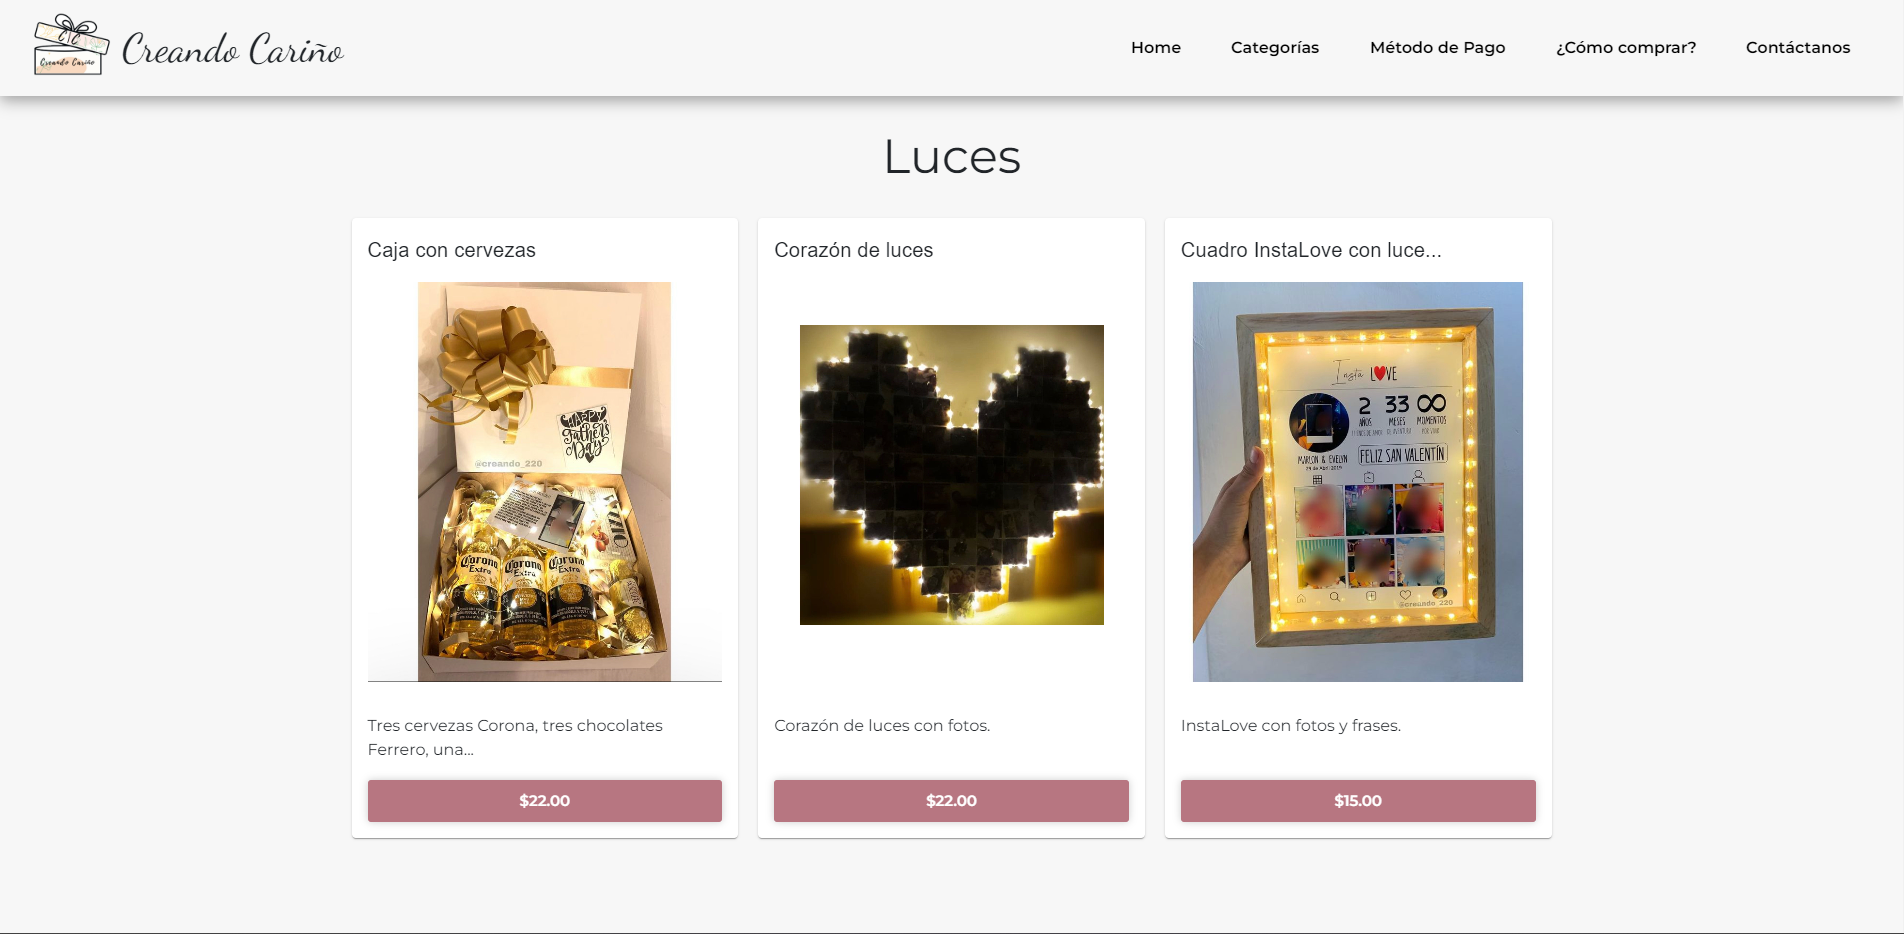 CTC
Creando Cariño
Creando Cariño
Home
Categorías
Método de Pago
¿Cómo comprar?
Contáctanos
Luces
Caja con cervezas
HAPPY
Father's
Day
@creando_220
Corona
Extra
Corona
Extra
Corona
Extra
Tres cervezas Corona, tres chocolates
Ferrero, una...
$22.00
Corazón de luces
Corazón de luces con fotos.
$22.00
Cuadro InstaLove con luce...
Insta LOVE
2 33 ∞
AÑOS MESES MOMENTOS
MARLON & EVELYN
FELIZ SAN VALENTÍN
@creando_220
InstaLove con fotos y frases.
$15.00